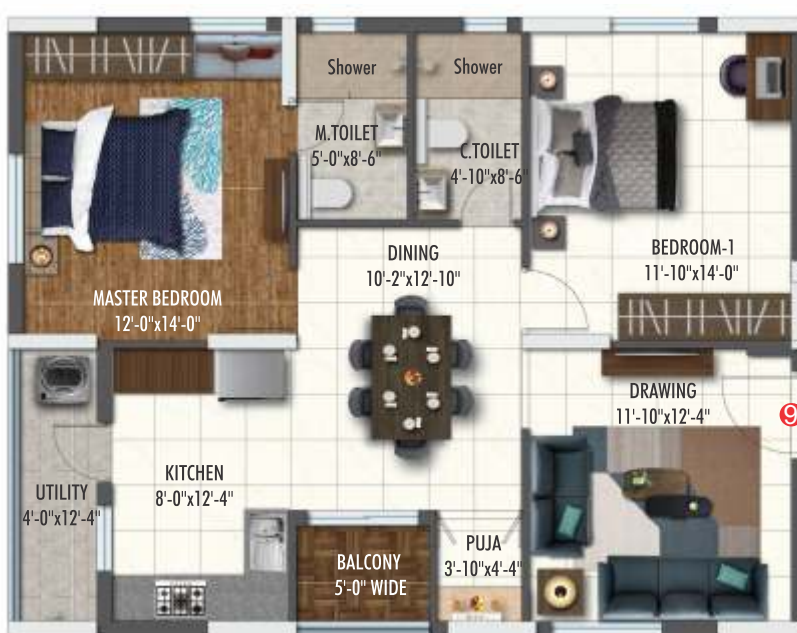 Shower
Shower
M.TOILET
5'-0"x8'-6"
C.TOILET
4'-10"x8'-6"
DINING
10'-2"x12'-10"
BEDROOM-1
11'-10"x14'-0"
MASTER BEDROOM
12'-0"x14'-0"
DRAWING
11'-10"x12'-4"
9
KITCHEN
8'-0"x12'-4"
UTILITY
4'-0"x12'-4"
BALCONY
5'-0" WIDE
PUJA
3'-10"x4'-4"